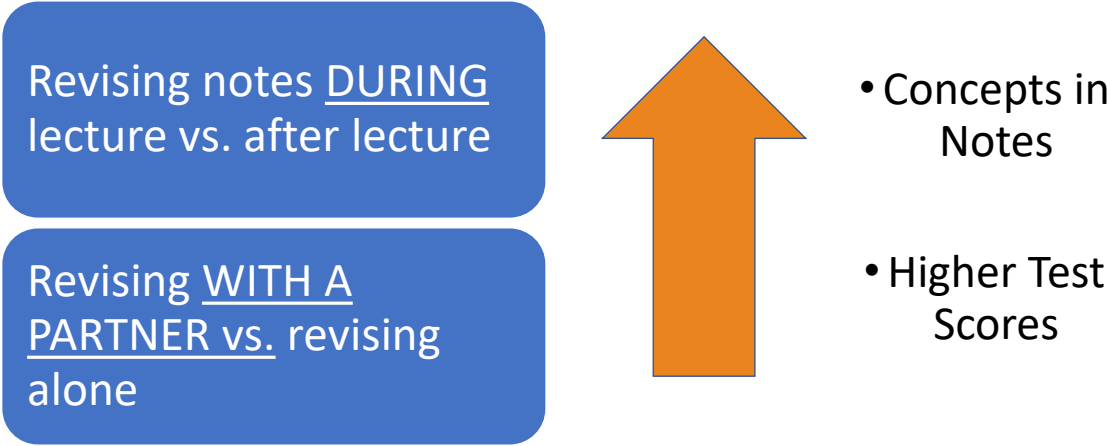 Revising notes DURING
lecture vs. after lecture
Revising WITH A
PARTNER vs. revising
alone
• Concepts in
Notes
• Higher Test
Scores